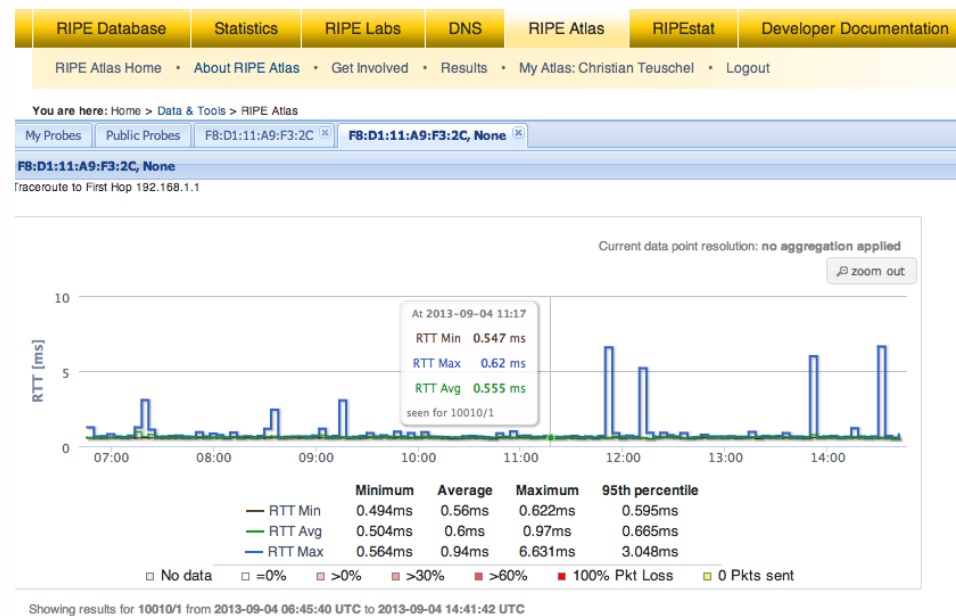 RIPE Database Statistics RIPE Labs DNS RIPE Atlas RIPEstat Developer Documentation
RIPE Atlas Home • About RIPE Atlas • Get Involved • Results • My Atlas: Christian Teuschel • Logout
You are here: Home > Data & Tools > RIPE Atlas
My Probes Public Probes F8:D1:11:A9:F3:2C F8:D1:11:A9:F3:2C, None
F8:D1:11:A9:F3:2C, None
Traceroute to First Hop 192.168.1.1
Current data point resolution: no aggregation applied
zoom out
10
At 2013-09-04 11:17
RTT Min 0.547 ms
RTT Max 0.62 ms
RTT Avg 0.555 ms
seen for 10010/1
RTT [ms]
5
0
07:00 08:00 09:00 10:00 11:00 12:00 13:00 14:00
Minimum Average Maximum 95th percentile
RTT Min 0.494ms 0.56ms 0.622ms 0.595ms
RTT Avg 0.504ms 0.6ms 0.97ms 0.665ms
RTT Max 0.564ms 0.94ms 6.631ms 3.048ms
No data =0% >0% >30% >60% 100% Pkt Loss 0 Pkts sent
Showing results for 10010/1 from 2013-09-04 06:45:40 UTC to 2013-09-04 14:41:42 UTC